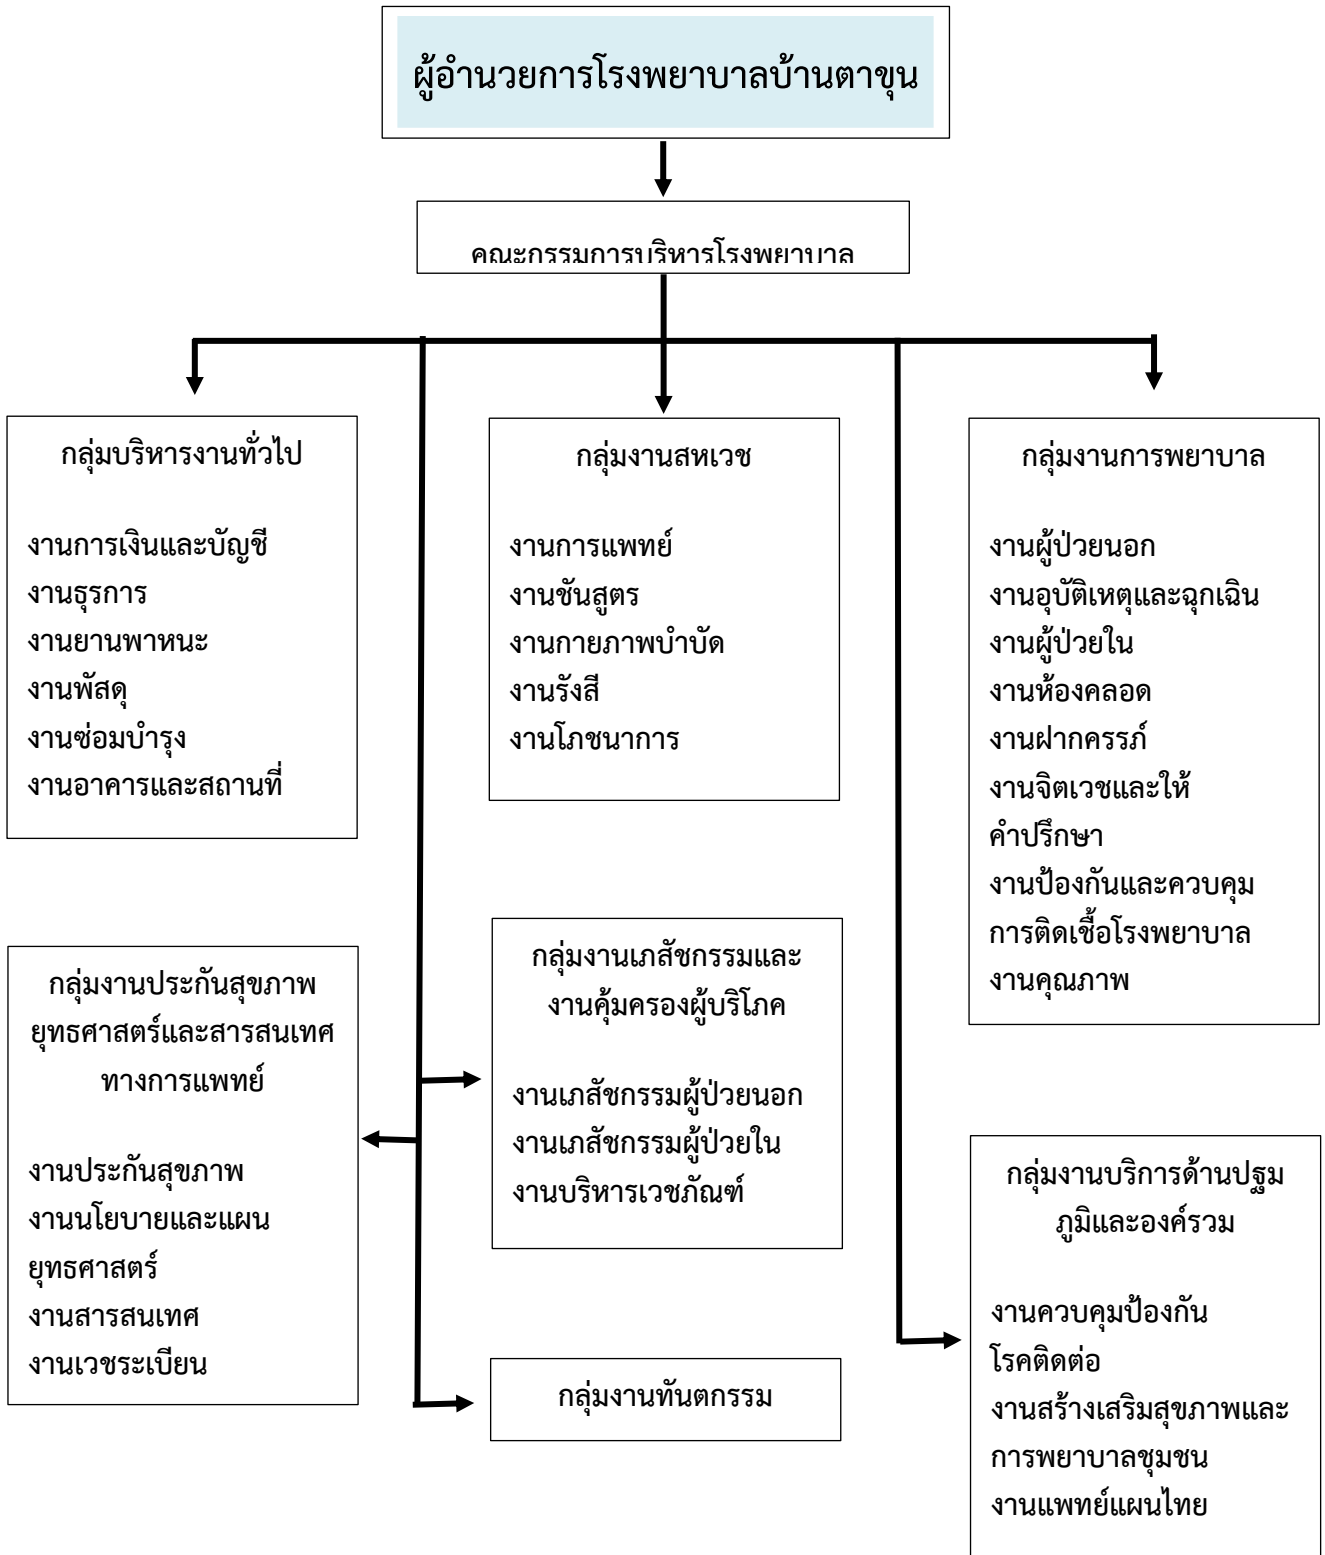 ผู้อำนวยการโรงพยาบาลบ้านตาขุน
คณะกรรมการบริหารโรงพยาบาล
กลุ่มบริหารงานทั่วไป
งานการเงินและบัญชี
งานธุรการ
งานยานพาหนะ
งานพัสดุ
งานซ่อมบำรุง
งานอาคารและสถานที่
กลุ่มงานสหเวช
งานการแพทย์
งานชันสูตร
งานกายภาพบำบัด
งานรังสี
งานโภชนาการ
กลุ่มงานการพยาบาล
งานผู้ป่วยนอก
งานอุบัติเหตุและฉุกเฉิน
งานผู้ป่วยใน
งานห้องคลอด
งานฝากครรภ์
งานจิตเวชและให้
คำปรึกษา
งานป้องกันและควบคุม
การติดเชื้อโรงพยาบาล
งานคุณภาพ
กลุ่มงานประกันสุขภาพ
ยุทธศาสตร์และสารสนเทศ
ทางการแพทย์
งานประกันสุขภาพ
งานนโยบายและแผน
ยุทธศาสตร์
งานสารสนเทศ
งานเวชระเบียน
กลุ่มงานเภสัชกรรมและ
งานคุ้มครองผู้บริโภค
งานเภสัชกรรมผู้ป่วยนอก
งานเภสัชกรรมผู้ป่วยใน
งานบริหารเวชภัณฑ์
กลุ่มงานทันตกรรม
กลุ่มงานบริการด้านปฐม
ภูมิและองค์รวม
งานควบคุมป้องกัน
โรคติดต่อ
งานสร้างเสริมสุขภาพและ
การพยาบาลชุมชน
งานแพทย์แผนไทย